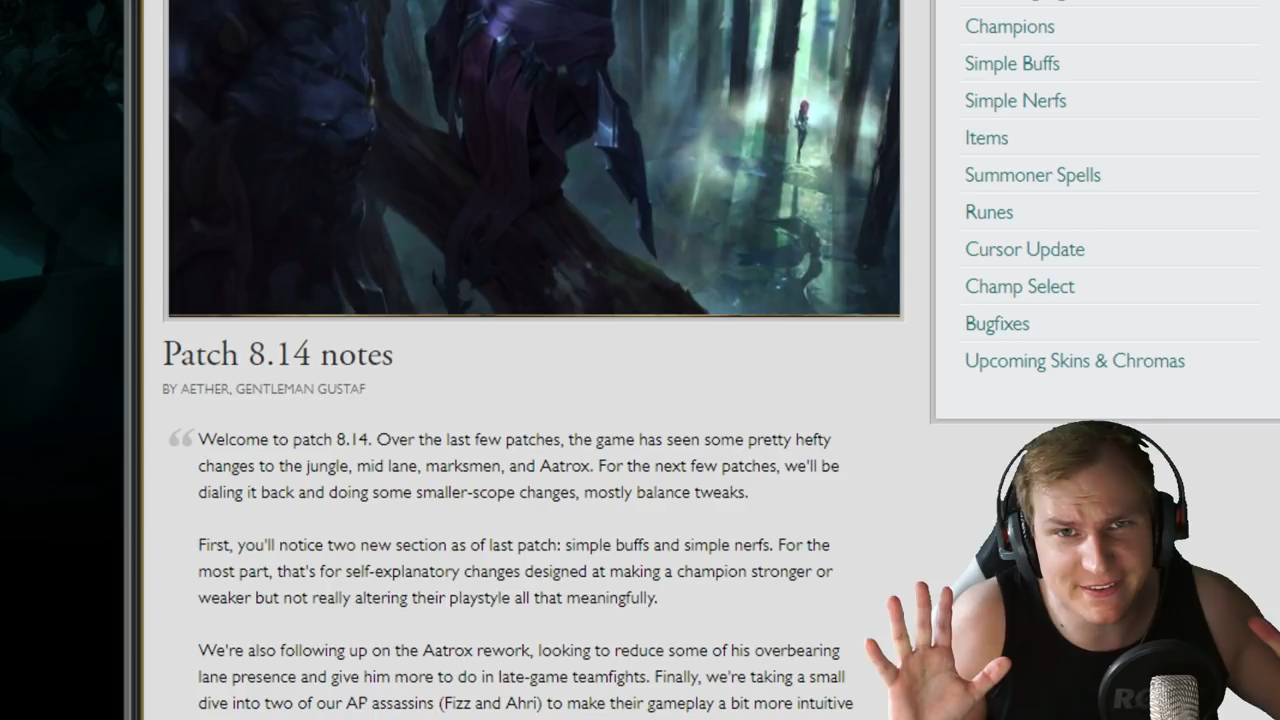 Champions
Simple Buffs
Simple Nerfs
Items
Summoner Spells
Runes
Cursor Update
Champ Select
Bugfixes
Upcoming Skins & Chromas
Patch 8.14 notes
BY AETHER, GENTLEMAN GUSTAF
“ Welcome to patch 8.14. Over the last few patches, the game has seen some pretty hefty
changes to the jungle, mid lane, marksmen, and Aatrox. For the next few patches, we'll be
dialing it back and doing some smaller-scope changes, mostly balance tweaks.
First, you'll notice two new section as of last patch: simple buffs and simple nerfs. For the
most part, that's for self-explanatory changes designed at making a champion stronger or
weaker but not really altering their playstyle all that meaningfully.
We're also following up on the Aatrox rework, looking to reduce some of his overbearing
lane presence and give him more to do in late-game teamfights. Finally, we're taking a small
dive into two of our AP assassins (Fizz and Ahri) to make their gameplay a bit more intuitive